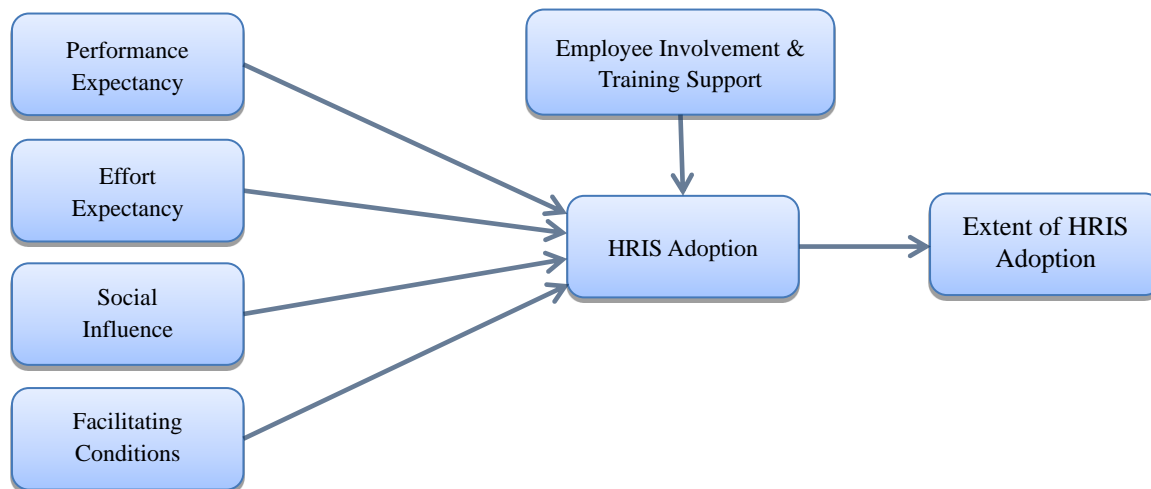 Performance
Expectancy
Effort
Expectancy
Social
Influence
Facilitating
Conditions
Employee Involvement &
Training Support
HRIS Adoption
Extent of HRIS
Adoption